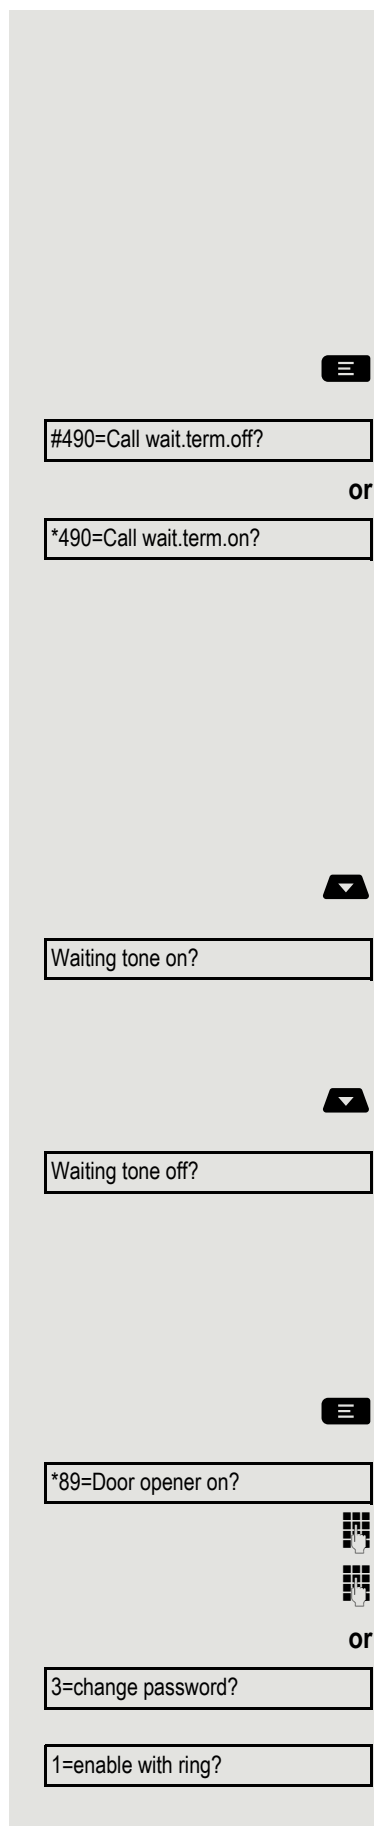 #490=Call wait.term.off?
or
*490=Call wait.term.on?
Waiting tone on?
Waiting tone off?
*89=Door opener on?
or
3=change password?
1=enable with ring?